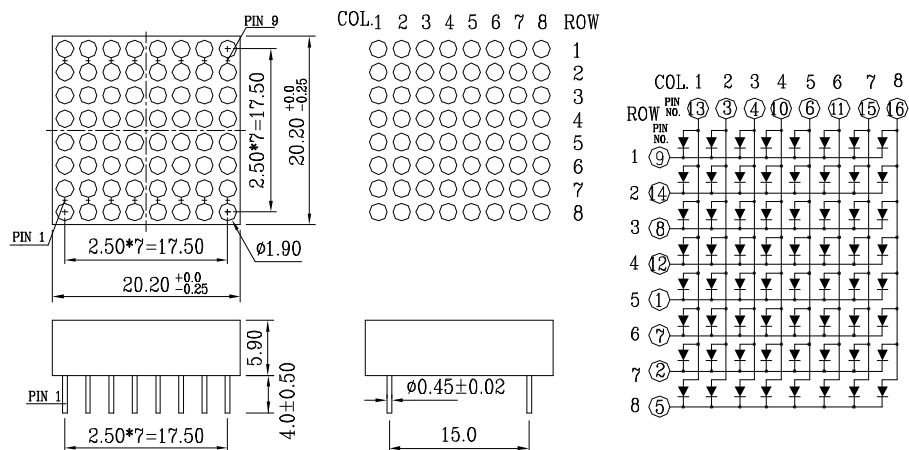 PIN 9
2.50*7=17.50
20.20 +0.0 -0.25
PIN 1
2.50*7=17.50
ø1.90
20.20 +0.0 -0.25
COL. 1 2 3 4 5 6 7 8 ROW
1
2
3
4
5
6
7
8
5.90
PIN 1
4.0±0.50
2.50*7=17.50
ø0.45±0.02
15.0
COL. 1 2 3 4 5 6 7 8
ROW PIN NO. 13 3 4 10 6 11 15 16
PIN NO.
1 9
2 14
3 8
4 12
5 1
6 7
7 2
8 5